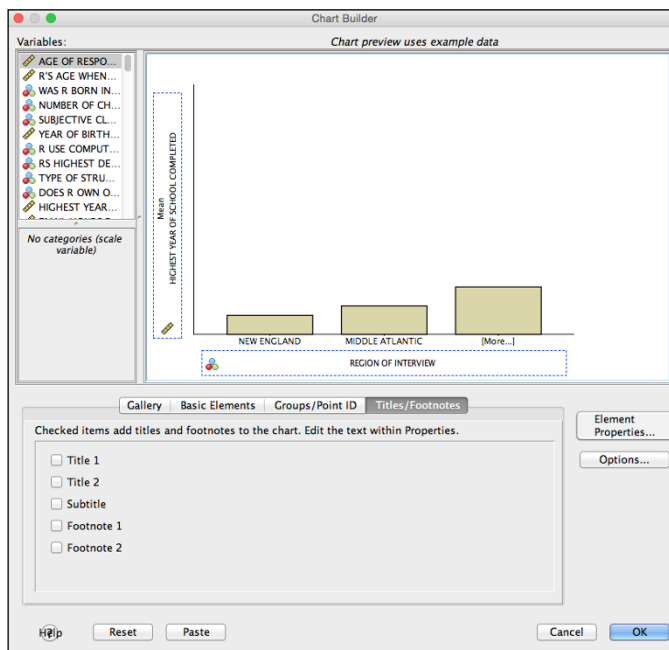 Chart Builder
Variables:
Chart preview uses example data
AGE OF RESPO...
R'S AGE WHEN...
WAS R BORN IN...
NUMBER OF CH...
SUBJECTIVE CL...
YEAR OF BIRTH...
R USE COMPUT...
RS HIGHEST DE...
TYPE OF STRU...
DOES R OWN O...
HIGHEST YEAR...
No categories (scale
variable)
Mean
HIGHEST YEAR OF SCHOOL COMPLETED
NEW ENGLAND
MIDDLE ATLANTIC
[More...]
REGION OF INTERVIEW
Gallery
Basic Elements
Groups/Point ID
Titles/Footnotes
Checked items add titles and footnotes to the chart. Edit the text within Properties.
Title 1
Title 2
Subtitle
Footnote 1
Footnote 2
Element
Properties...
Options...
Help
Reset
Paste
Cancel
OK